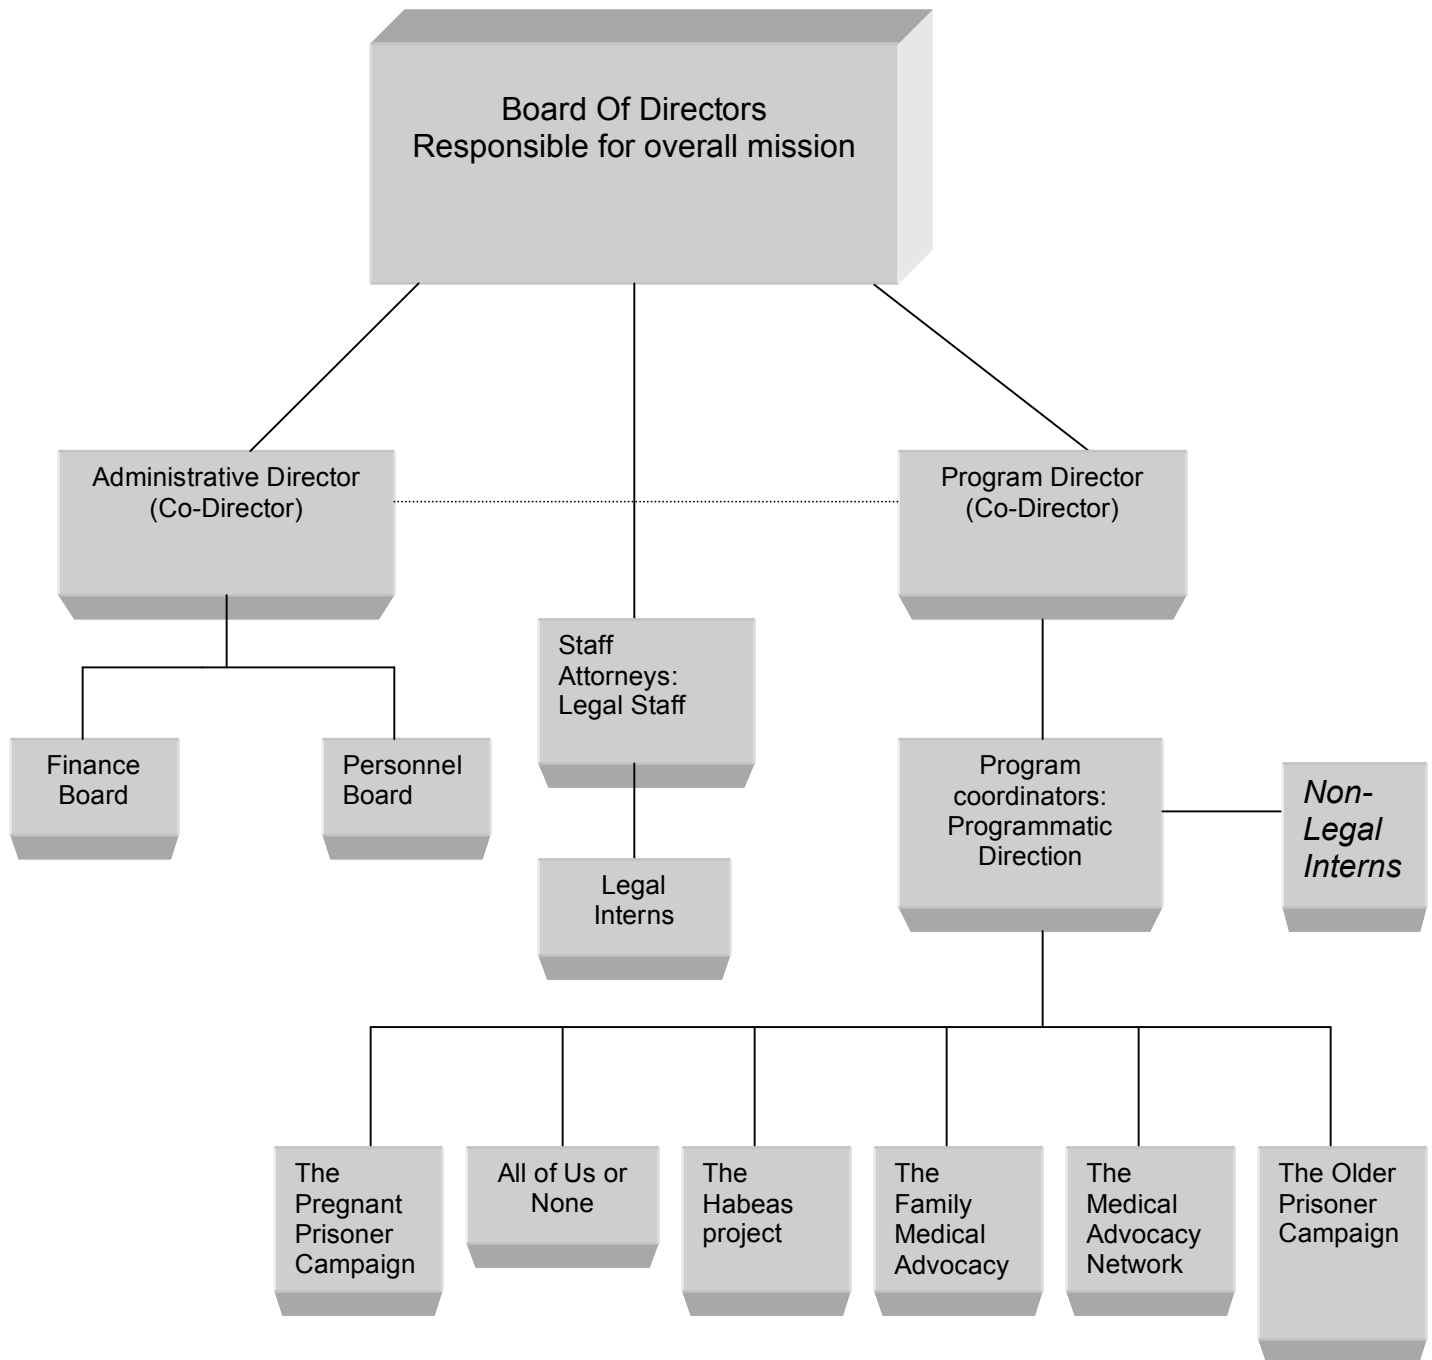 Board Of Directors
Responsible for overall mission
Administrative Director
(Co-Director)
Program Director
(Co-Director)
Staff
Attorneys:
Legal Staff
Finance
Board
Personnel
Board
Program
coordinators:
Programmatic
Direction
Non-
Legal
Interns
Legal
Interns
The
Pregnant
Prisoner
Campaign
All of Us or
None
The
Habeas
project
The
Family
Medical
Advocacy
The
Medical
Advocacy
Network
The Older
Prisoner
Campaign